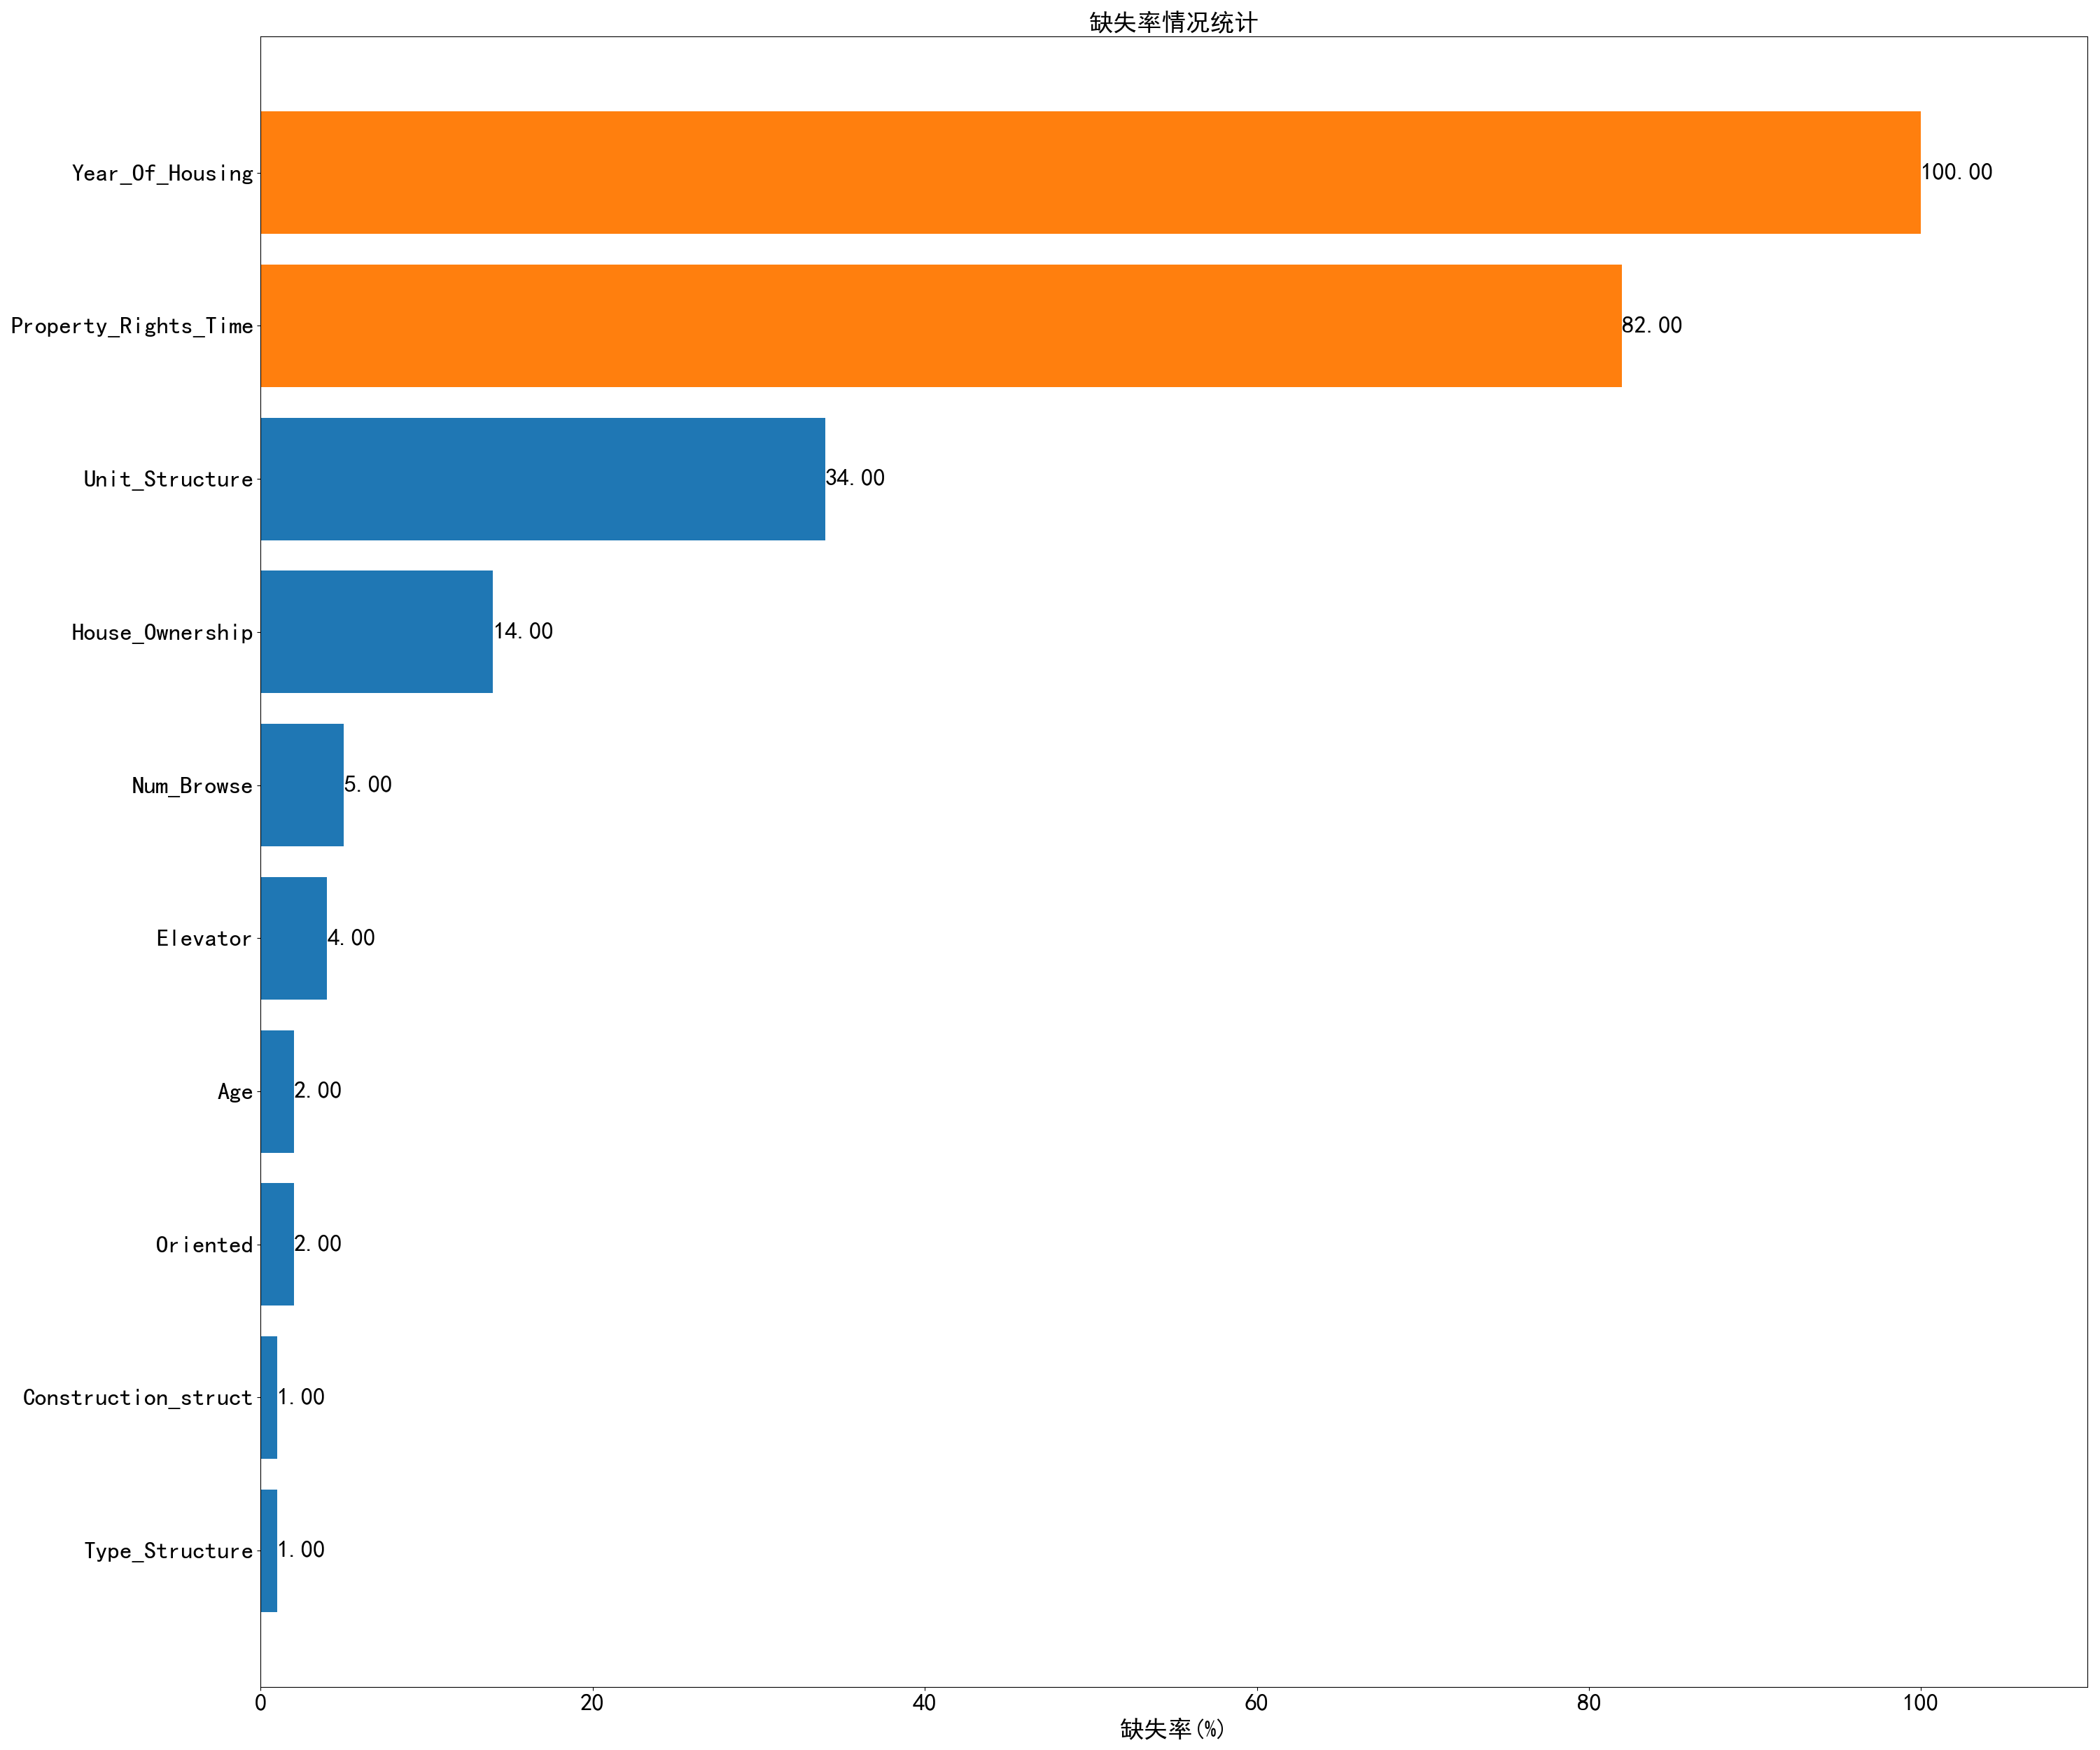 缺失率情况统计
Year_Of_Housing 100.00
Property_Rights_Time 82.00
Unit_Structure 34.00
House_Ownership 14.00
Num_Browse 5.00
Elevator 4.00
Age 2.00
Oriented 2.00
Construction_struct 1.00
Type_Structure 1.00
0 20 40 60 80 100
缺失率(%)